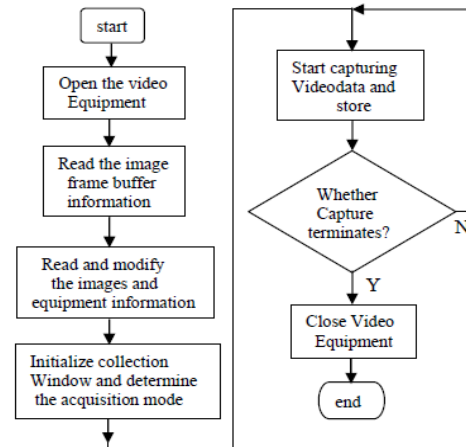 start
Open the video
Equipment
Read the image
frame buffer
information
Read and modify
the images and
equipment information
Initialize collection
Window and determine
the acquisition mode
Start capturing
Videodata and
store
Whether
Capture
terminates?
N
Y
Close Video
Equipment
end